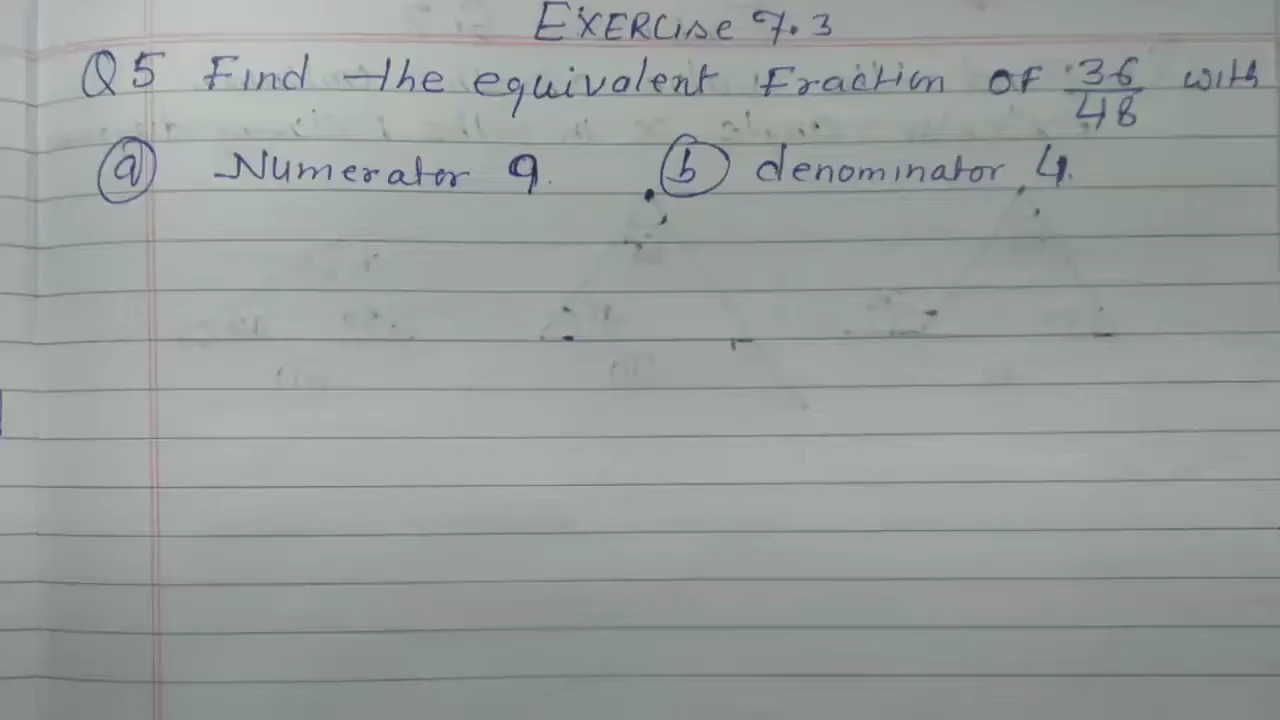 EXERCISE 7.3
Q5 Find the equivalent Fraction OF 36/48 with
(a) Numerator 9. (b) denominator 4.